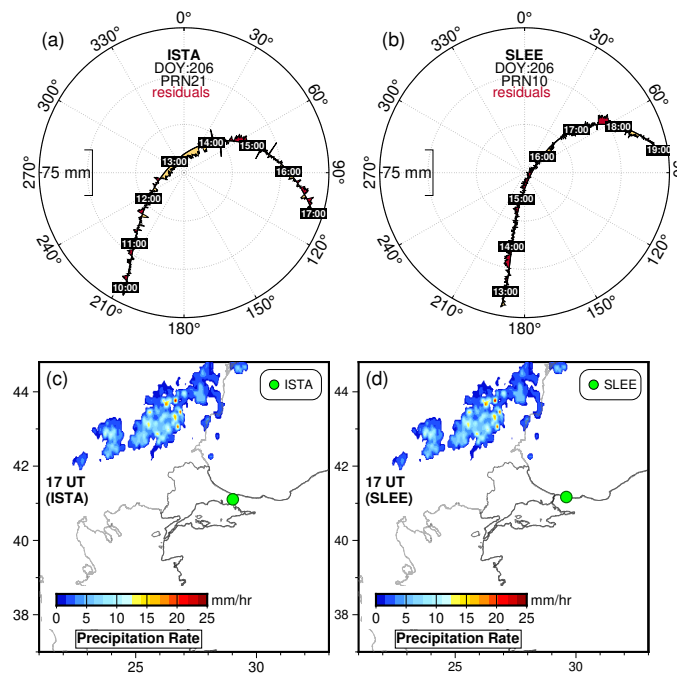 (a)
ISTA
DOY:206
PRN21
residuals
0°
30°
60°
90°
120°
150°
180°
210°
240°
270°
300°
330°
75 mm
10:00
11:00
12:00
13:00
14:00
15:00
16:00
17:00
(b)
SLEE
DOY:206
PRN10
residuals
0°
30°
60°
90°
120°
150°
180°
210°
240°
270°
300°
330°
75 mm
13:00
14:00
15:00
16:00
17:00
18:00
19:00
(c)
ISTA
17 UT
(ISTA)
44
42
40
38
25
30
0 5 10 15 20 25
mm/hr
Precipitation Rate
(d)
SLEE
17 UT
(SLEE)
25
30
0 5 10 15 20 25
mm/hr
Precipitation Rate